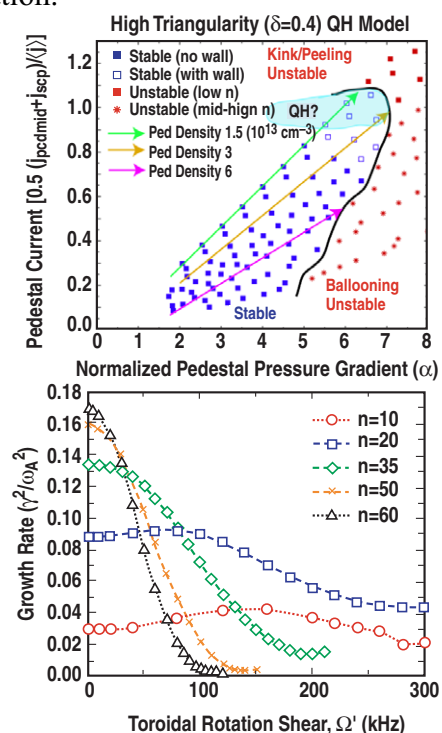 ation.
High Triangularity (δ=0.4) QH Model
Pedestal Current [0.5 (jpcdmid+jscp)/⟨j⟩]
1.2
1.0
0.8
0.6
0.4
0.2
0.0
Stable (no wall)
Stable (with wall)
Unstable (low n)
Unstable (mid-hign n)
Ped Density 1.5 (10¹³ cm⁻³)
Ped Density 3
Ped Density 6
Kink/Peeling
Unstable
QH?
Ballooning
Unstable
Stable
0 1 2 3 4 5 6 7 8
Normalized Pedestal Pressure Gradient (α)
Growth Rate (γ²/ωA²)
0.18
0.16
0.14
0.12
0.10
0.08
0.06
0.04
0.02
0.00
n=10
n=20
n=35
n=50
n=60
0 100 200 300
Toroidal Rotation Shear, Ω' (kHz)